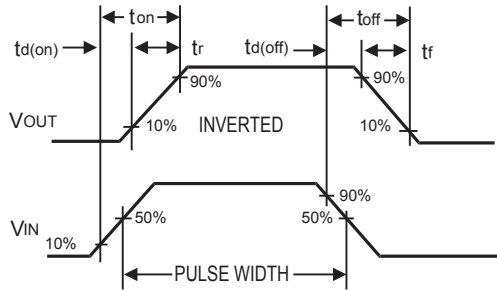 ton toff
td(on) tr td(off) tf
90% 90%
VOUT 10% INVERTED 10%
90%
50% 50%
VIN 10%
PULSE WIDTH